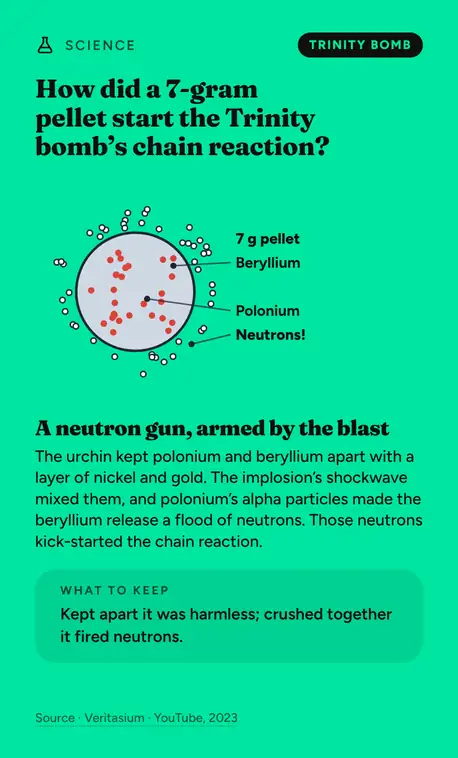 SCIENCE
TRINITY BOMB
How did a 7-gram
pellet start the Trinity
bomb’s chain reaction?
7 g pellet
Beryllium
Polonium
Neutrons!
A neutron gun, armed by the blast
The urchin kept polonium and beryllium apart with a
layer of nickel and gold. The implosion’s shockwave
mixed them, and polonium’s alpha particles made the
beryllium release a flood of neutrons. Those neutrons
kick-started the chain reaction.
WHAT TO KEEP
Kept apart it was harmless; crushed together
it fired neutrons.
Source · Veritasium · YouTube, 2023